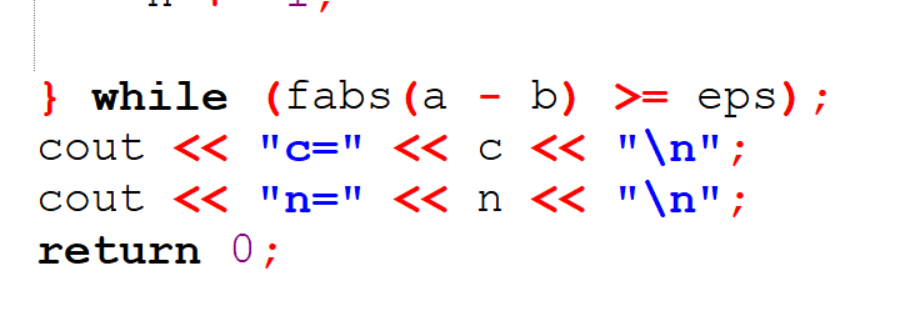 } while (fabs(a - b) >= eps);
cout << "c=" << c << "\n";
cout << "n=" << n << "\n";
return 0;